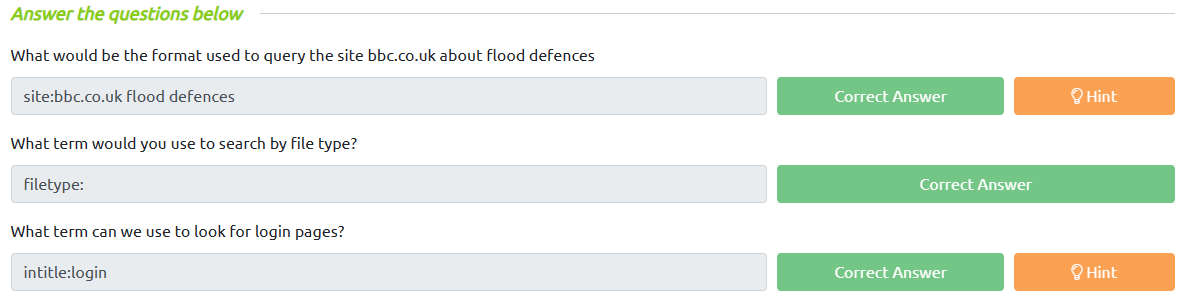 Answer the questions below
What would be the format used to query the site bbc.co.uk about flood defences
site:bbc.co.uk flood defences
Correct Answer
Hint
What term would you use to search by file type?
filetype:
Correct Answer
What term can we use to look for login pages?
intitle:login
Correct Answer
Hint